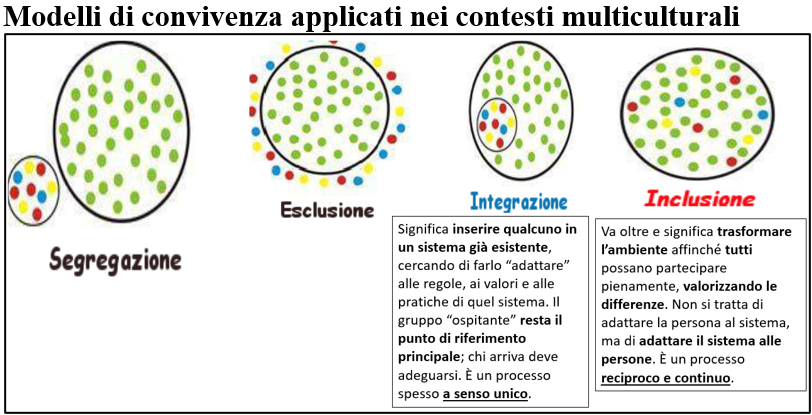 Modelli di convivenza applicati nei contesti multiculturali
Segregazione
Esclusione
Integrazione
Significa inserire qualcuno in
un sistema già esistente,
cercando di farlo “adattare”
alle regole, ai valori e alle
pratiche di quel sistema. Il
gruppo “ospitante” resta il
punto di riferimento
principale; chi arriva deve
adeguarsi. È un processo
spesso a senso unico.
Inclusione
Va oltre e significa trasformare
l’ambiente affinché tutti
possano partecipare
pienamente, valorizzando le
differenze. Non si tratta di
adattare la persona al sistema,
ma di adattare il sistema alle
persone. È un processo
reciproco e continuo.